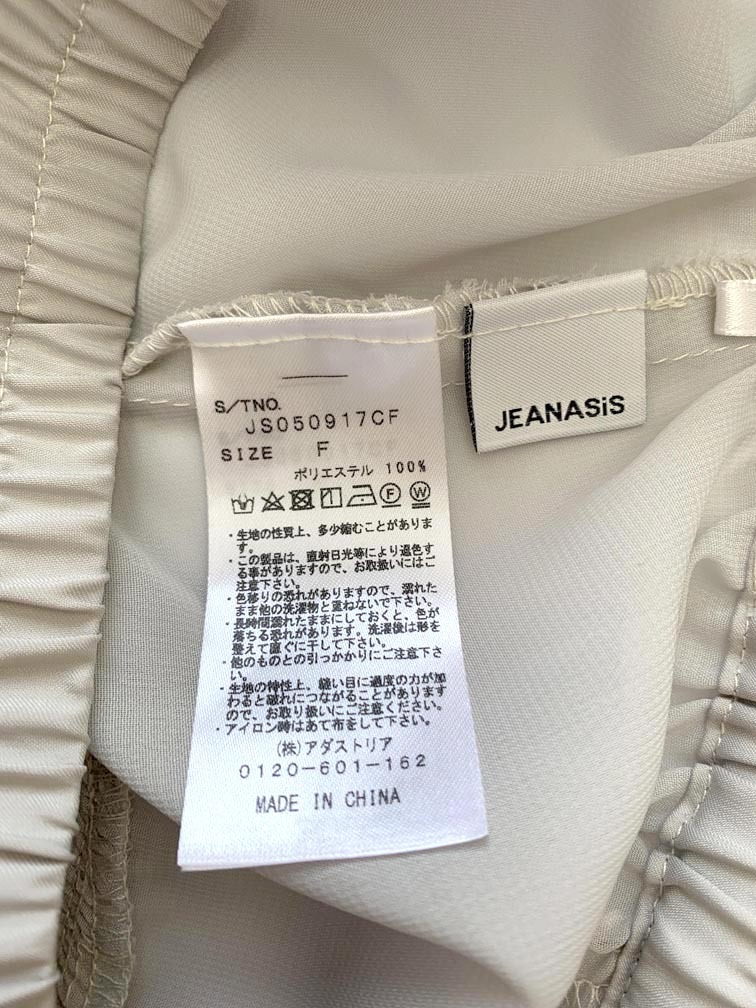 S/TNO.
JS050917CF
SIZE F
ポリエステル 100%
F W
・生地の性質上、多少縮むことがありま
す。
・この製品は、直射日光等により退色す
る事がありますので、お取扱いにはご
注意下さい。
・色移りの恐れがありますので、濡れた
まま他の洗濯物と重ねないで下さい。
・長時間濡れたままにしておくと、色が
落ちる恐れがあります。洗濯後は形を
整えて直ぐに干して下さい。
・他のものとの引っかかりにご注意下さ
い。
・生地の特性上、縫い目に過度の力が加
わると破れにつながることがあります
ので、お取り扱いにご注意ください。
・アイロン時はあて布をして下さい。
(株)アダストリア
0120-601-162
MADE IN CHINA
JEANASiS